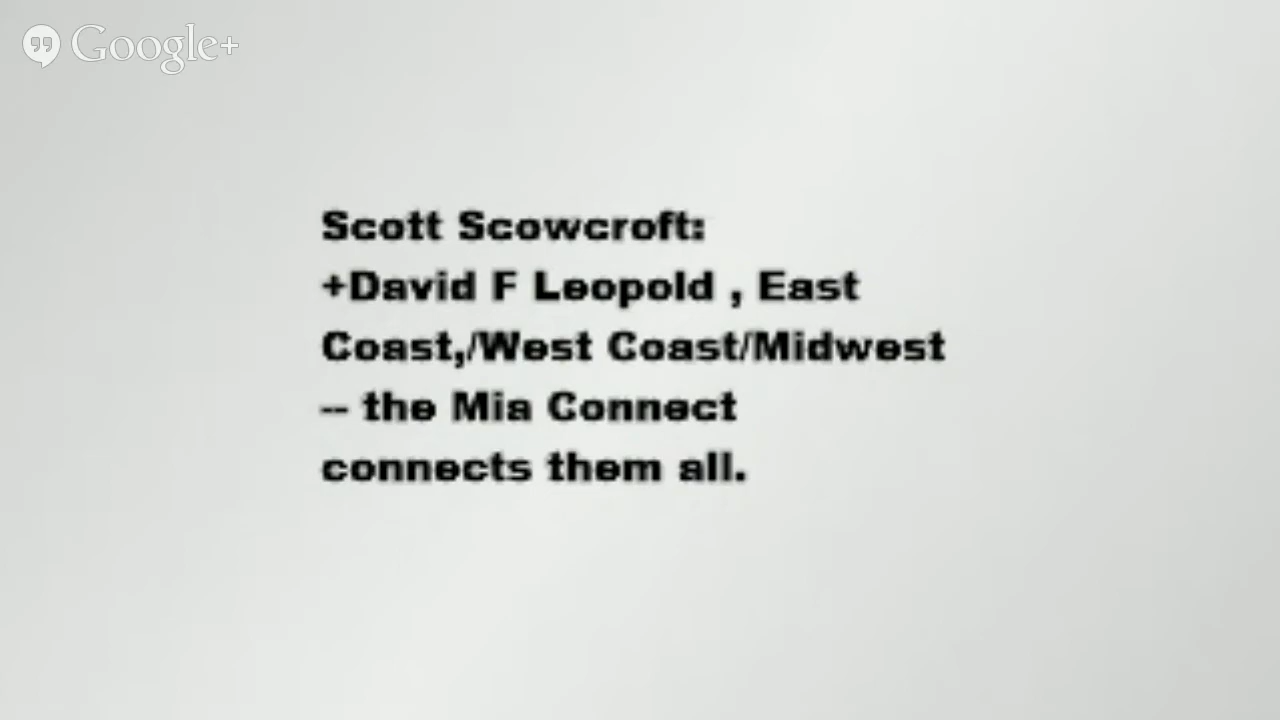 Google+
Scott Scowcroft:
+David F Leopold , East
Coast,/West Coast/Midwest
-- the Mia Connect
connects them all.